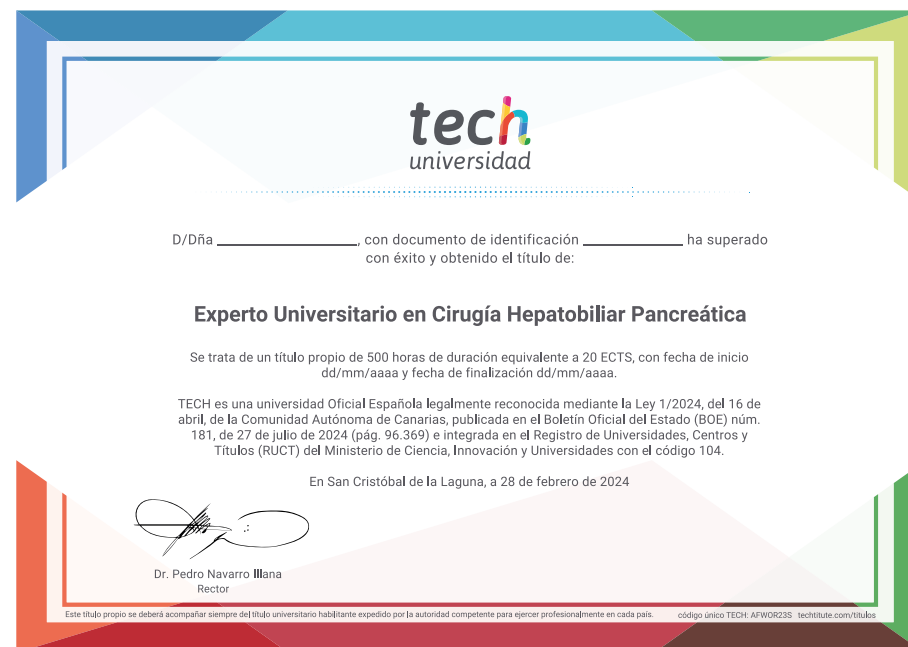 tech
universidad
D/Dña ________________, con documento de identificación ____________ ha superado
con éxito y obtenido el título de:
Experto Universitario en Cirugía Hepatobiliar Pancreática
Se trata de un título propio de 500 horas de duración equivalente a 20 ECTS, con fecha de inicio
dd/mm/aaaa y fecha de finalización dd/mm/aaaa.
TECH es una universidad Oficial Española legalmente reconocida mediante la Ley 1/2024, del 16 de
abril, de la Comunidad Autónoma de Canarias, publicada en el Boletín Oficial del Estado (BOE) núm.
181, de 27 de julio de 2024 (pág. 96.369) e integrada en el Registro de Universidades, Centros y
Títulos (RUCT) del Ministerio de Ciencia, Innovación y Universidades con el código 104.
En San Cristóbal de la Laguna, a 28 de febrero de 2024
Dr. Pedro Navarro Illana
Rector
Este título propio se deberá acompañar siempre del título universitario habilitante expedido por la autoridad competente para ejercer profesionalmente en cada país. código único TECH: AFWOR23S techtitute.com/titulos